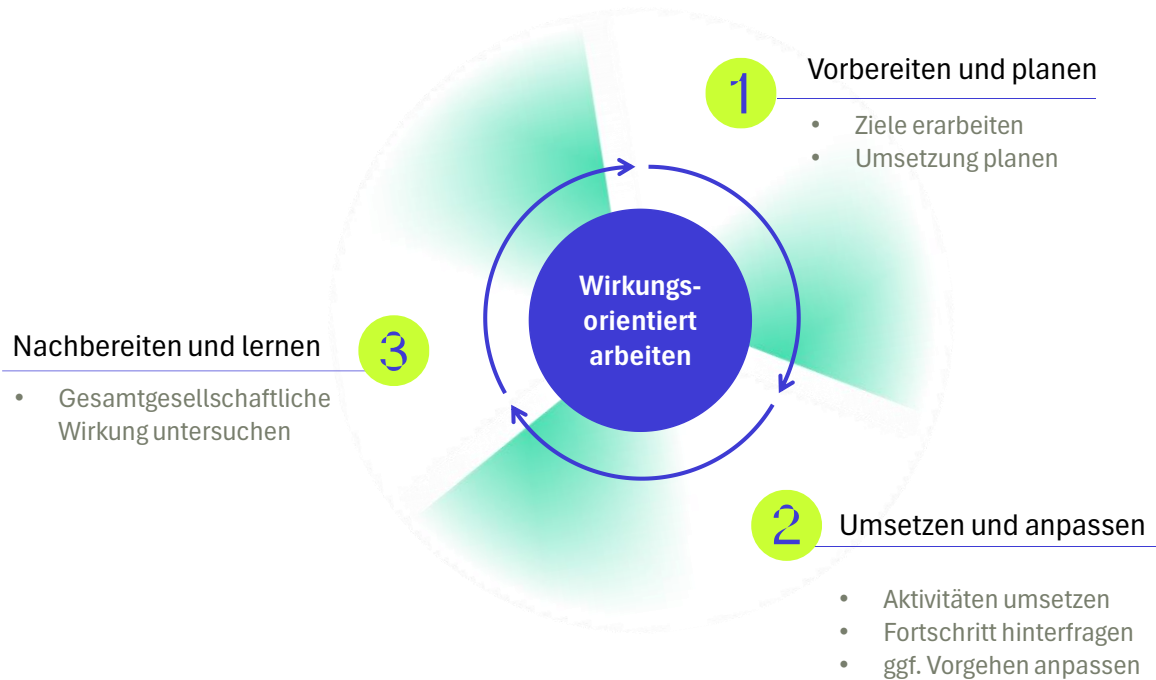 1
Vorbereiten und planen
• Ziele erarbeiten
• Umsetzung planen
Wirkungs-
orientiert
arbeiten
2
Umsetzen und anpassen
• Aktivitäten umsetzen
• Fortschritt hinterfragen
• ggf. Vorgehen anpassen
3
Nachbereiten und lernen
• Gesamtgesellschaftliche
Wirkung untersuchen